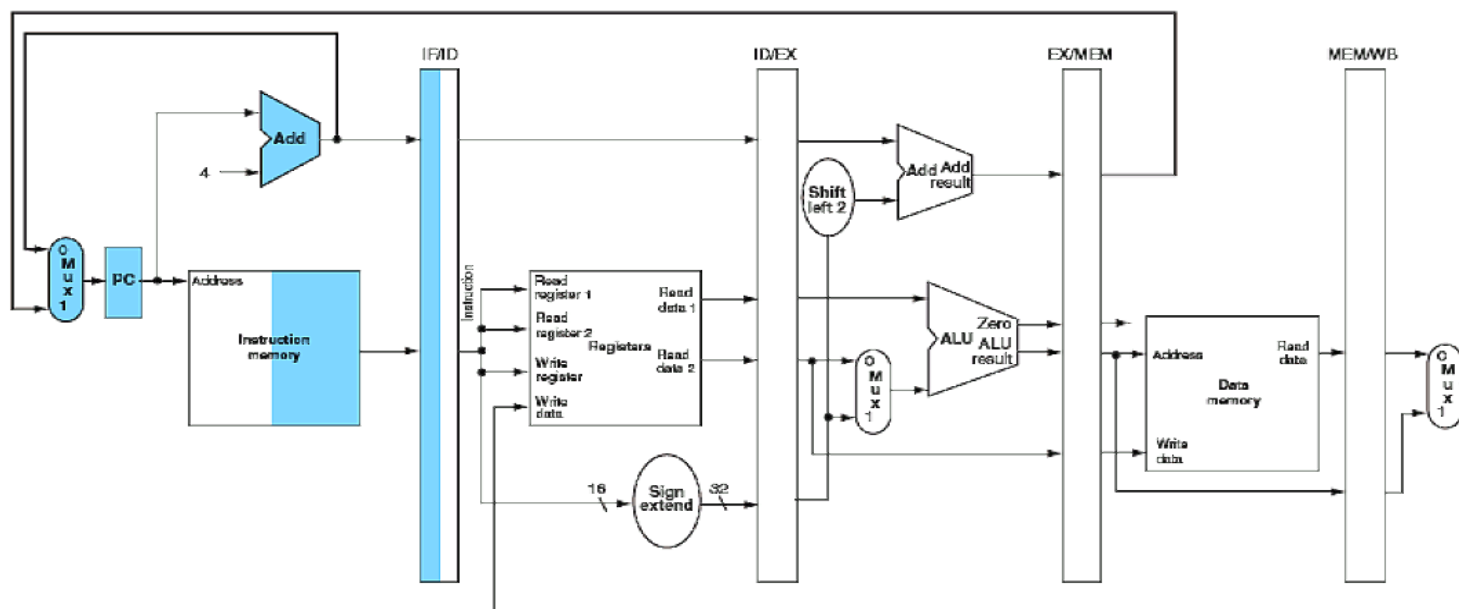 IF/ID
ID/EX
EX/MEM
MEM/WB
Add
4
Shift
left 2
Add Add
result
0
M
u
x
1
PC
Address
Instruction
memory
Instruction
Read
register 1
Read
register 2
Write
register
Write
data
Registers
Read
data 1
Read
data 2
0
M
u
x
1
ALU
Zero
ALU
result
Address
Read
data
Data
memory
Write
data
0
M
u
x
1
16
Sign
extend
32